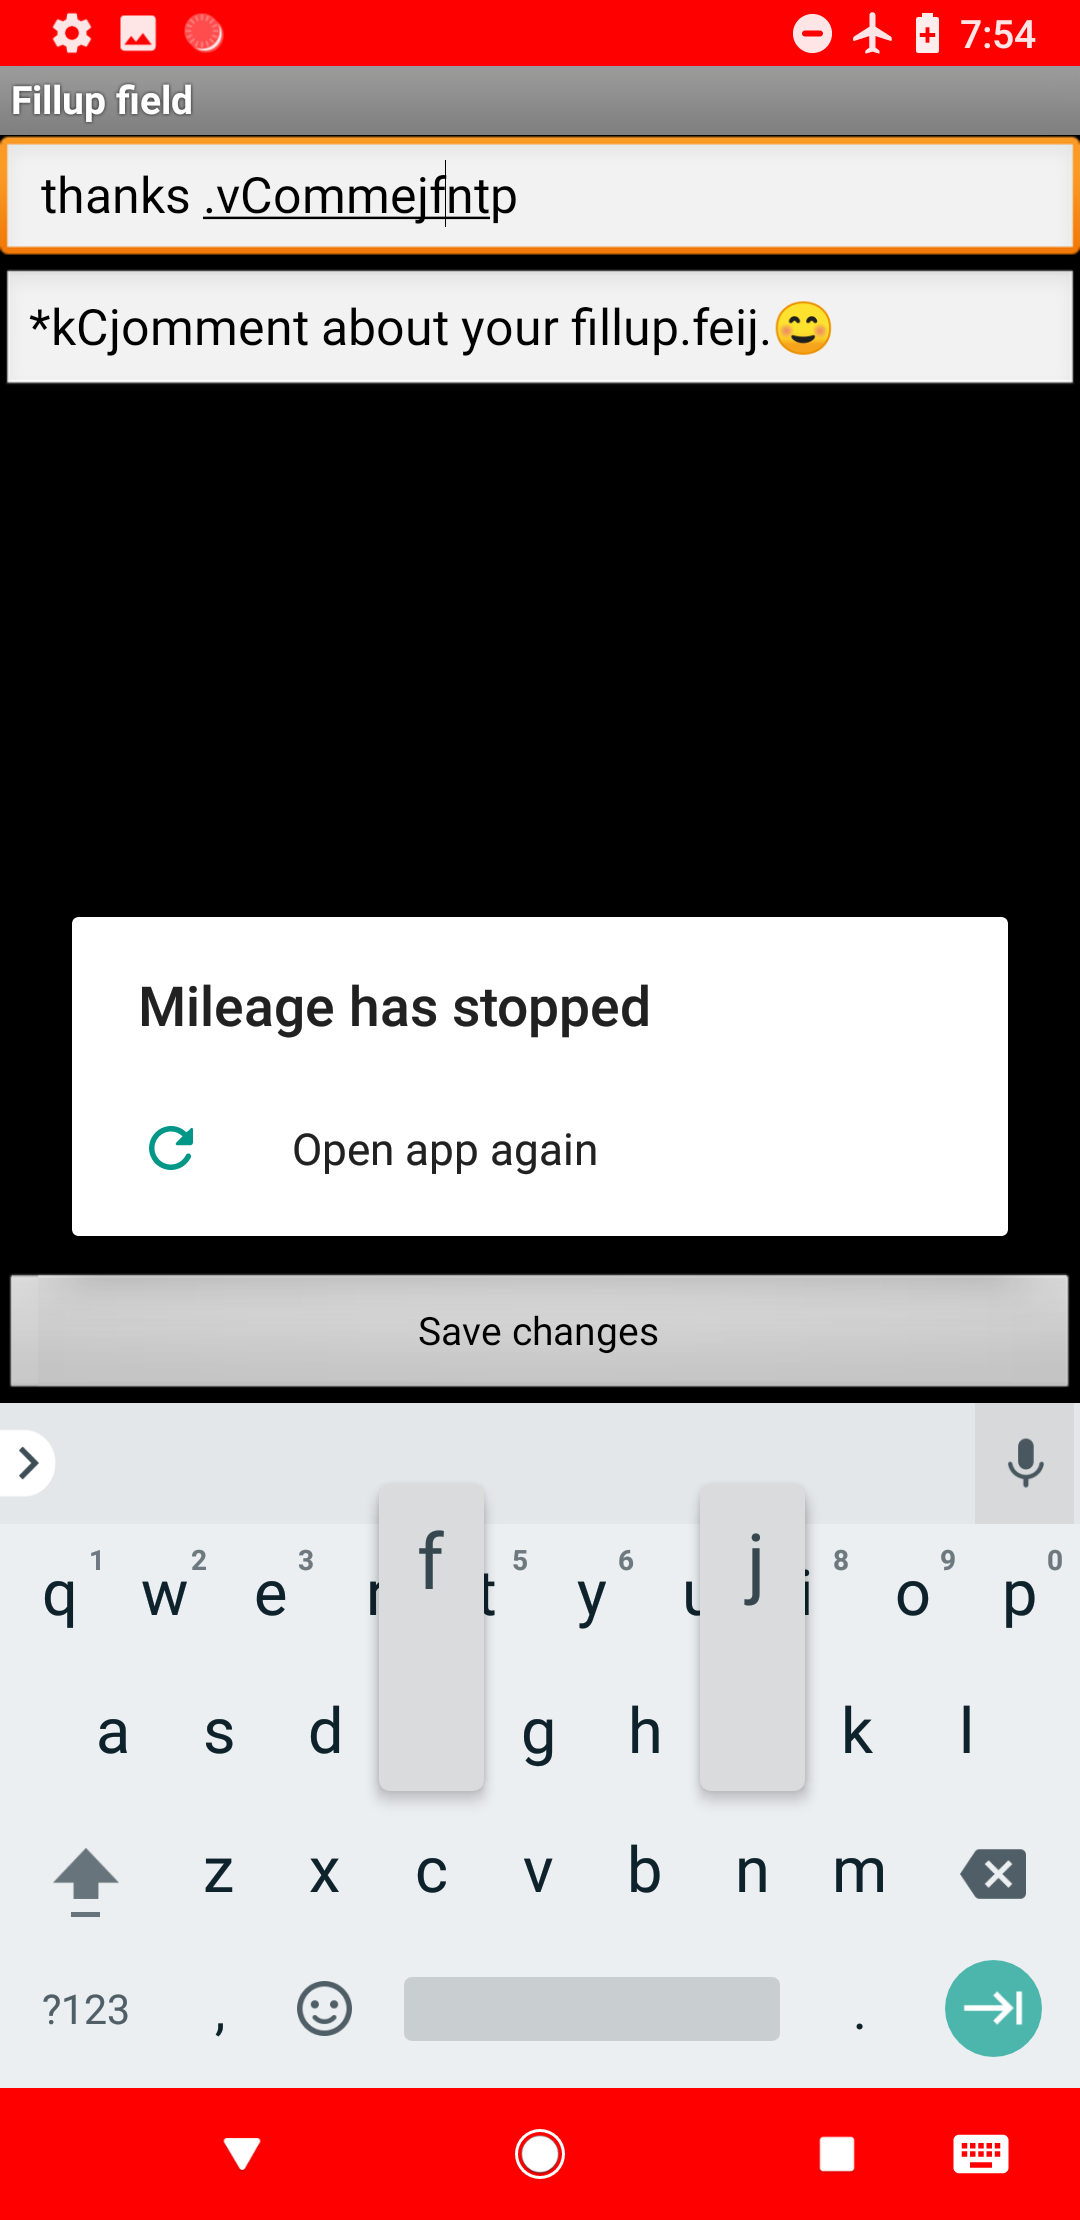 7:54
Fillup field
thanks .vCommejfntp
*kCjomment about your fillup.feij.😊
Mileage has stopped
Open app again
Save changes
1 2 3 5 6 8 9 0
q w e r f t y u j i o p
a s d g h k l
z x c v b n m
?123 , .